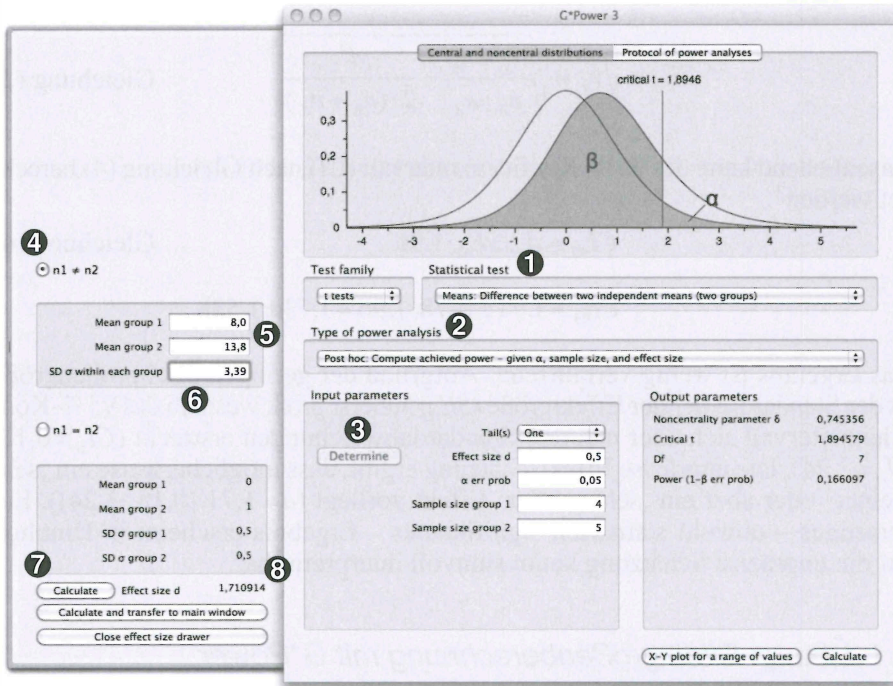 G*Power 3
Central and noncentral distributions
Protocol of power analyses
critical t = 1,8946
0,3
0,2
0,1
0
β
α
-4 -3 -2 -1 0 1 2 3 4 5
1
Test family
Statistical test
t tests
Means: Difference between two independent means (two groups)
2
Type of power analysis
Post hoc: Compute achieved power – given α, sample size, and effect size
Input parameters
3
Determine
Tail(s) One
Effect size d 0,5
α err prob 0,05
Sample size group 1 4
Sample size group 2 5
Output parameters
Noncentrality parameter δ 0,745356
Critical t 1,894579
Df 7
Power (1–β err prob) 0,166097
X–Y plot for a range of values
Calculate
4
n1 ≠ n2
Mean group 1 8,0
5
Mean group 2 13,8
SD σ within each group 3,39
6
n1 = n2
Mean group 1 0
Mean group 2 1
SD σ group 1 0,5
SD σ group 2 0,5
7
8
Calculate
Effect size d 1,710914
Calculate and transfer to main window
Close effect size drawer